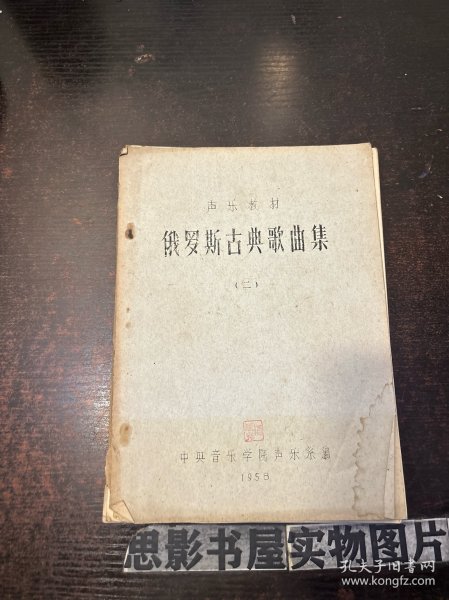 声乐教材
俄罗斯古典歌曲集
(二)
中央音乐学院声乐系编
1958
思影书屋实物图片
孔夫子旧书网
www.kongfz.com